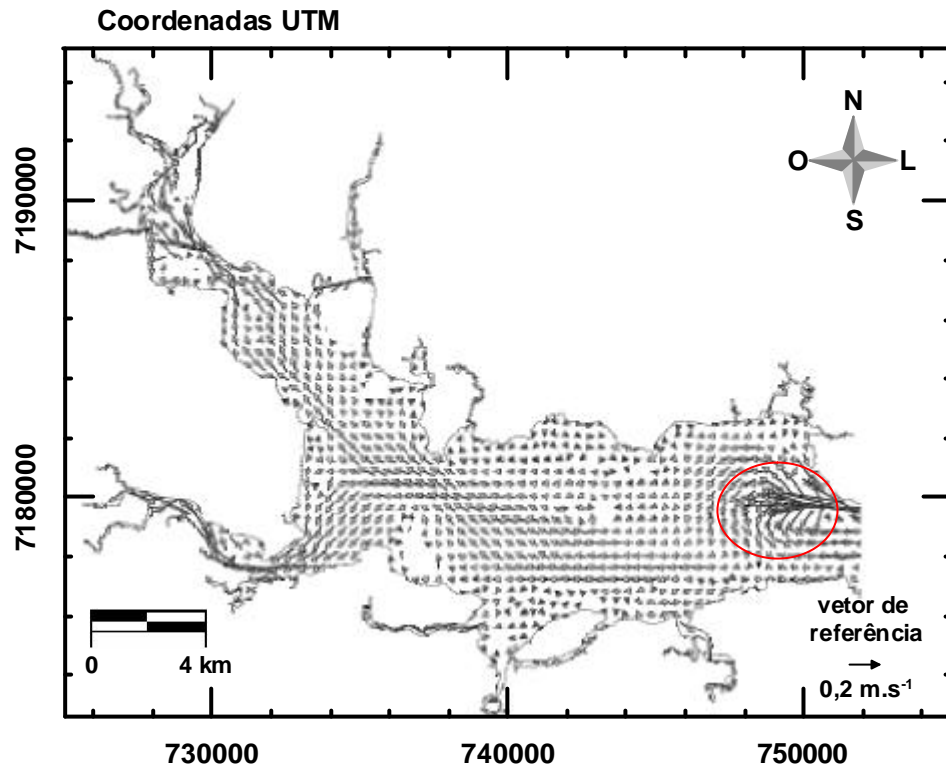 Coordenadas UTM
N
O
L
S
7190000
7180000
0
4 km
vetor de
referência
0,2 m.s⁻¹
730000
740000
750000